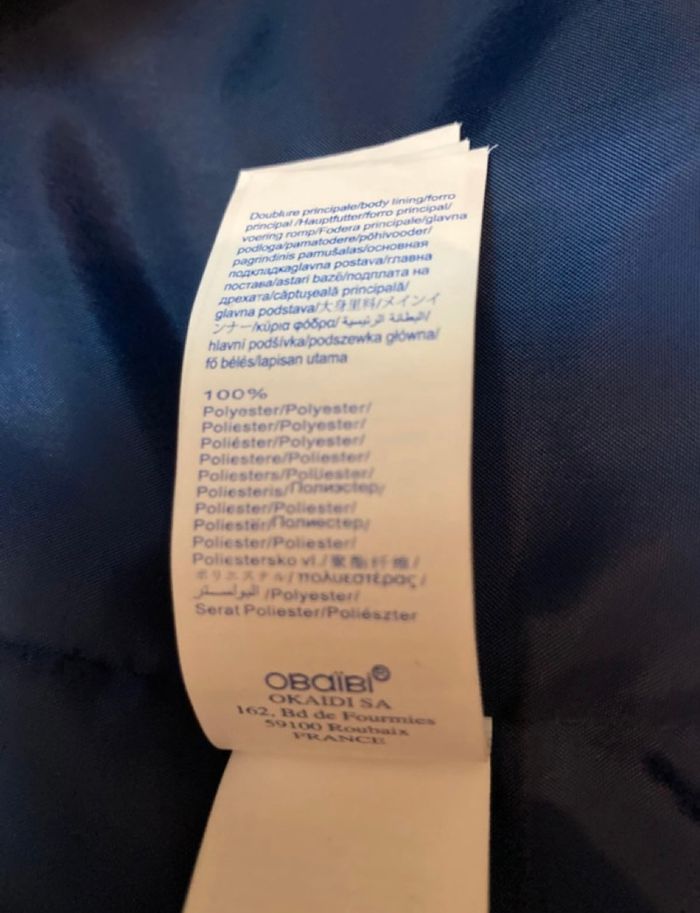 Doublure principale/body lining/forro
principal /Hauptfutter/forro principal/
voering romp/Fodera principale/glavna
podloga/pamatodere/põhivooder/
pagrindinis pamušalas/основная
подкладкаglavna postava/главна
постава/astari bazë/подплата на
дрехата/căptușeală principală/
glavna podstava/大身里料/メインイ
ンナー/κύρια φόδρα/البطانة الرئيسية/
hlavní podšívka/podszewka główna/
fő bélés/lapisan utama
100%
Polyester/Polyester/
Poliester/Polyester/
Poliéster/Polyester/
Poliestere/Poliester/
Poliesters/Polüester/
Poliesteris/Полиэстер/
Poliester/Poliester/
Poliestër/Полиестер/
Poliester/Poliester/
Poliestersko vl./聚酯纤维/
ポリエステル/πολυεστέρας/
البوليستر/Polyester/
Serat Poliester/Poliészter
OBaïBi®
OKAIDI SA
162, Bd de Fourmies
59100 Roubaix
FRANCE